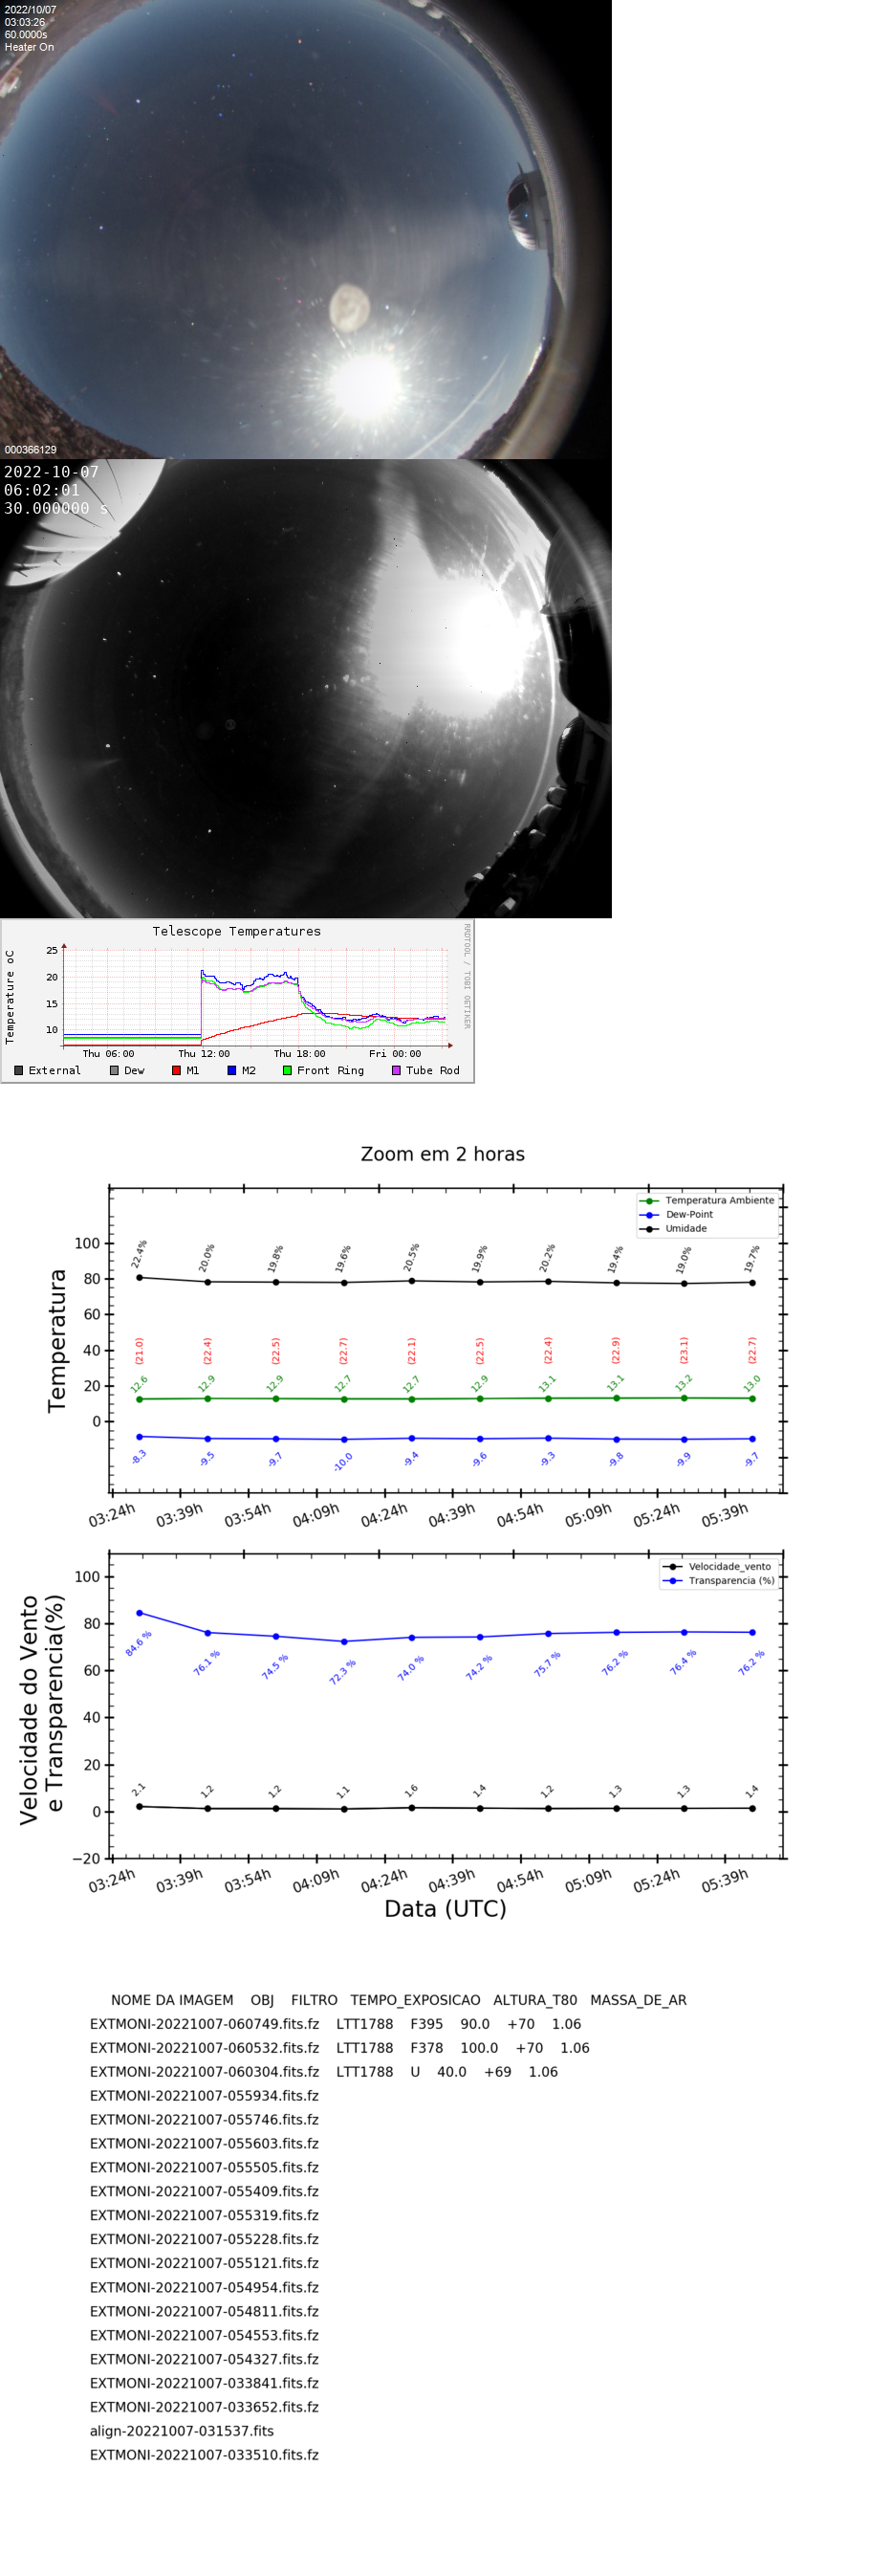 2022/10/07
03:03:26
60.0000s
Heater On
000366129
2022-10-07
06:02:01
30.000000 s
Telescope Temperatures
RRDTOOL / TOBI OETIKER
Temperature oC
25
20
15
10
Thu 06:00 Thu 12:00 Thu 18:00 Fri 00:00
External Dew M1 M2 Front Ring Tube Rod
Zoom em 2 horas
Temperatura Ambiente
Dew-Point
Umidade
Temperatura
100
80
60
40
20
0
22.4% 20.0% 19.8% 19.6% 20.5% 19.9% 20.2% 19.4% 19.0% 19.7%
(21.0) (22.4) (22.5) (22.7) (22.1) (22.5) (22.4) (22.9) (23.1) (22.7)
12.6 12.9 12.9 12.7 12.7 12.9 13.1 13.1 13.2 13.0
-8.3 -9.5 -9.7 -10.0 -9.4 -9.6 -9.3 -9.8 -9.9 -9.7
03:24h 03:39h 03:54h 04:09h 04:24h 04:39h 04:54h 05:09h 05:24h 05:39h
Velocidade_vento
Transparencia (%)
Velocidade do Vento
e Transparencia(%)
100
80
60
40
20
0
−20
84.6 % 76.1 % 74.5 % 72.3 % 74.0 % 74.2 % 75.7 % 76.2 % 76.4 % 76.2 %
2.1 1.2 1.2 1.1 1.6 1.4 1.2 1.3 1.3 1.4
03:24h 03:39h 03:54h 04:09h 04:24h 04:39h 04:54h 05:09h 05:24h 05:39h
Data (UTC)
NOME DA IMAGEM OBJ FILTRO TEMPO_EXPOSICAO ALTURA_T80 MASSA_DE_AR
EXTMONI-20221007-060749.fits.fz LTT1788 F395 90.0 +70 1.06
EXTMONI-20221007-060532.fits.fz LTT1788 F378 100.0 +70 1.06
EXTMONI-20221007-060304.fits.fz LTT1788 U 40.0 +69 1.06
EXTMONI-20221007-055934.fits.fz
EXTMONI-20221007-055746.fits.fz
EXTMONI-20221007-055603.fits.fz
EXTMONI-20221007-055505.fits.fz
EXTMONI-20221007-055409.fits.fz
EXTMONI-20221007-055319.fits.fz
EXTMONI-20221007-055228.fits.fz
EXTMONI-20221007-055121.fits.fz
EXTMONI-20221007-054954.fits.fz
EXTMONI-20221007-054811.fits.fz
EXTMONI-20221007-054553.fits.fz
EXTMONI-20221007-054327.fits.fz
EXTMONI-20221007-033841.fits.fz
EXTMONI-20221007-033652.fits.fz
align-20221007-031537.fits
EXTMONI-20221007-033510.fits.fz